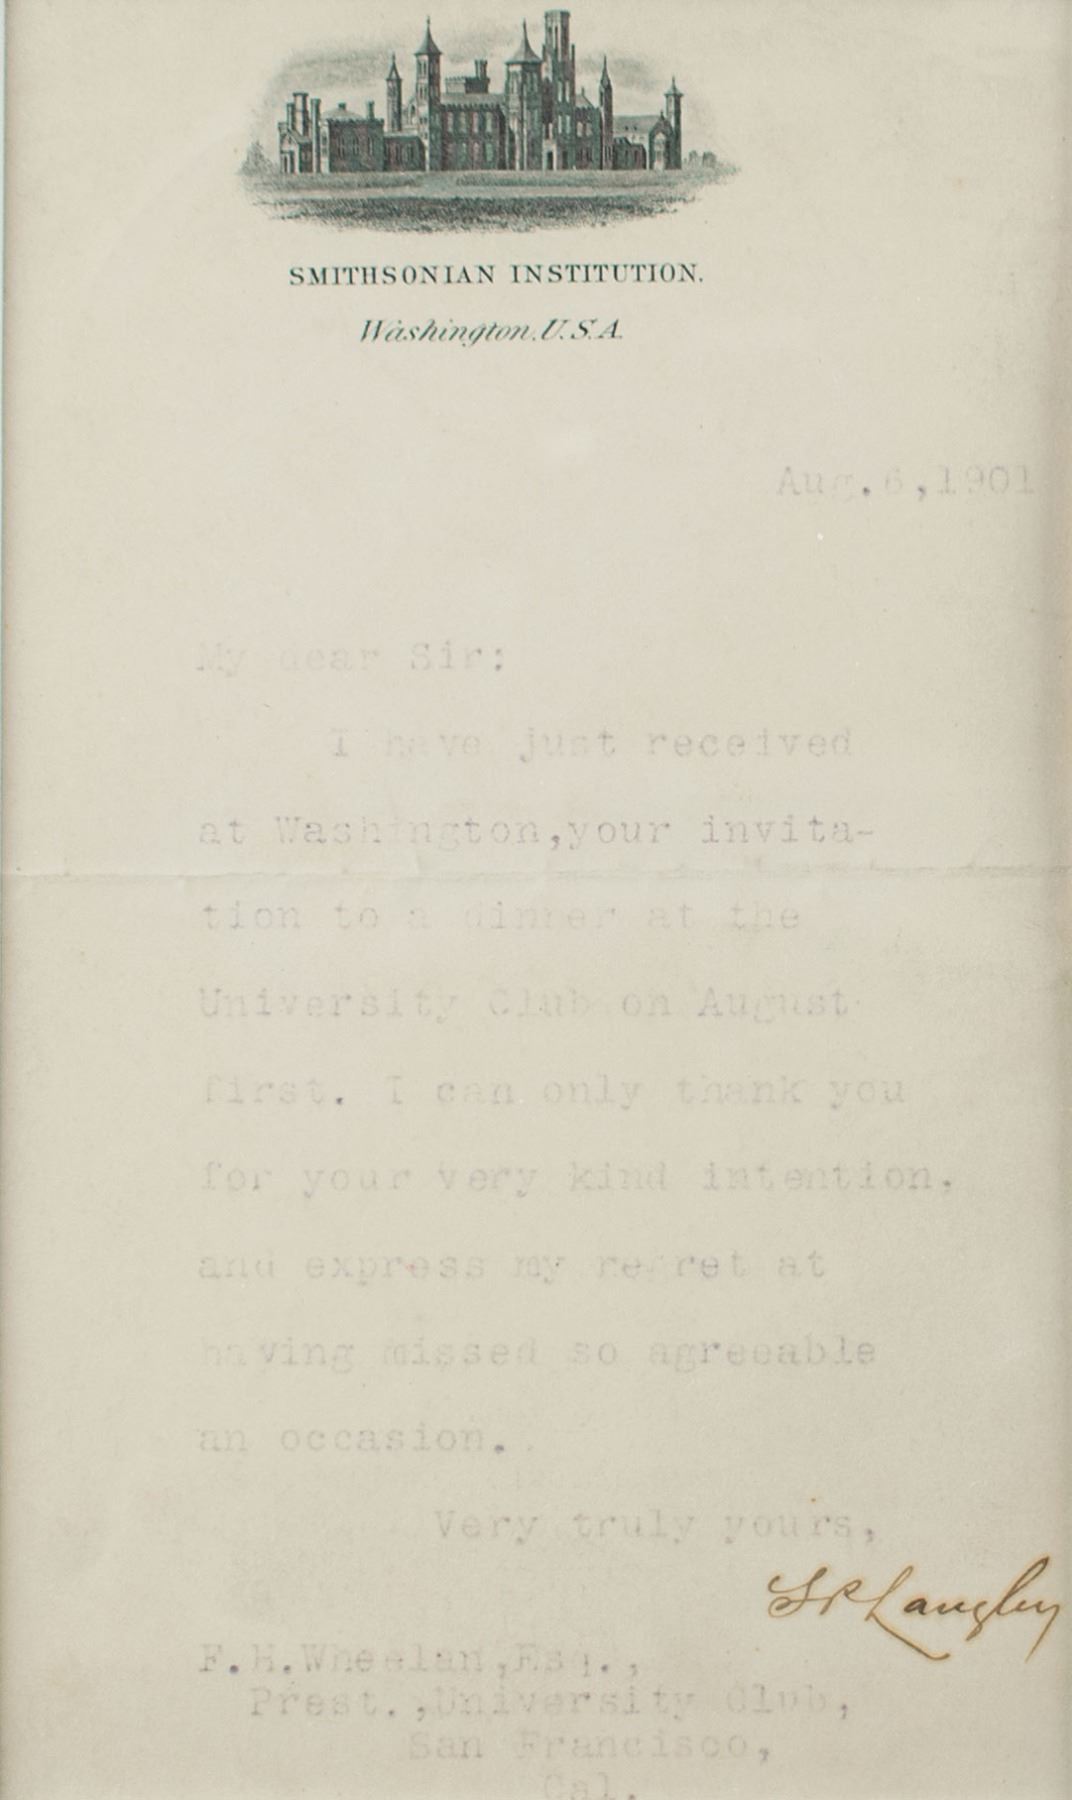 SMITHSONIAN INSTITUTION.
Washington, U.S.A.
Aug.6,1901
My dear Sir:
I have just received
at Washington,your invita-
tion to a dinner at the
University Club on August
first. I can only thank you
for your very kind intention,
and express my regret at
having missed so agreeable
an occasion.
Very truly yours,
S P Langley
F.H.Wheelan,Esq.,
Prest.,University Club,
San Francisco,
Cal.